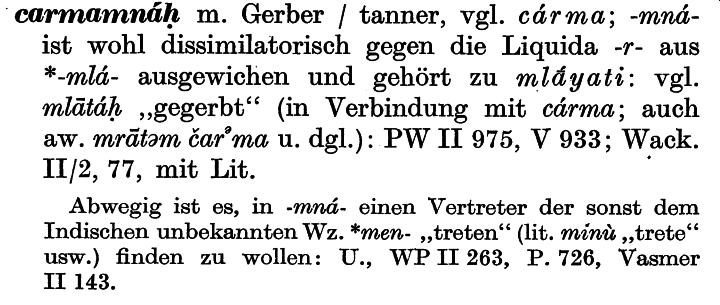 carmamnáḥ m. Gerber / tanner, vgl. cárma; -mná-
ist wohl dissimilatorisch gegen die Liquida -r- aus
*-mlá- ausgewichen und gehört zu mlā́yati: vgl.
mlātáḥ „gegerbt“ (in Verbindung mit cárma; auch
aw. mrātəm čarᵊma u. dgl.): PW II 975, V 933; Wack.
II/2, 77, mit Lit.
Abwegig ist es, in -mná- einen Vertreter der sonst dem
Indischen unbekannten Wz. *men- „treten“ (lit. mínù „trete“
usw.) finden zu wollen: U., WP II 263, P. 726, Vasmer
II 143.